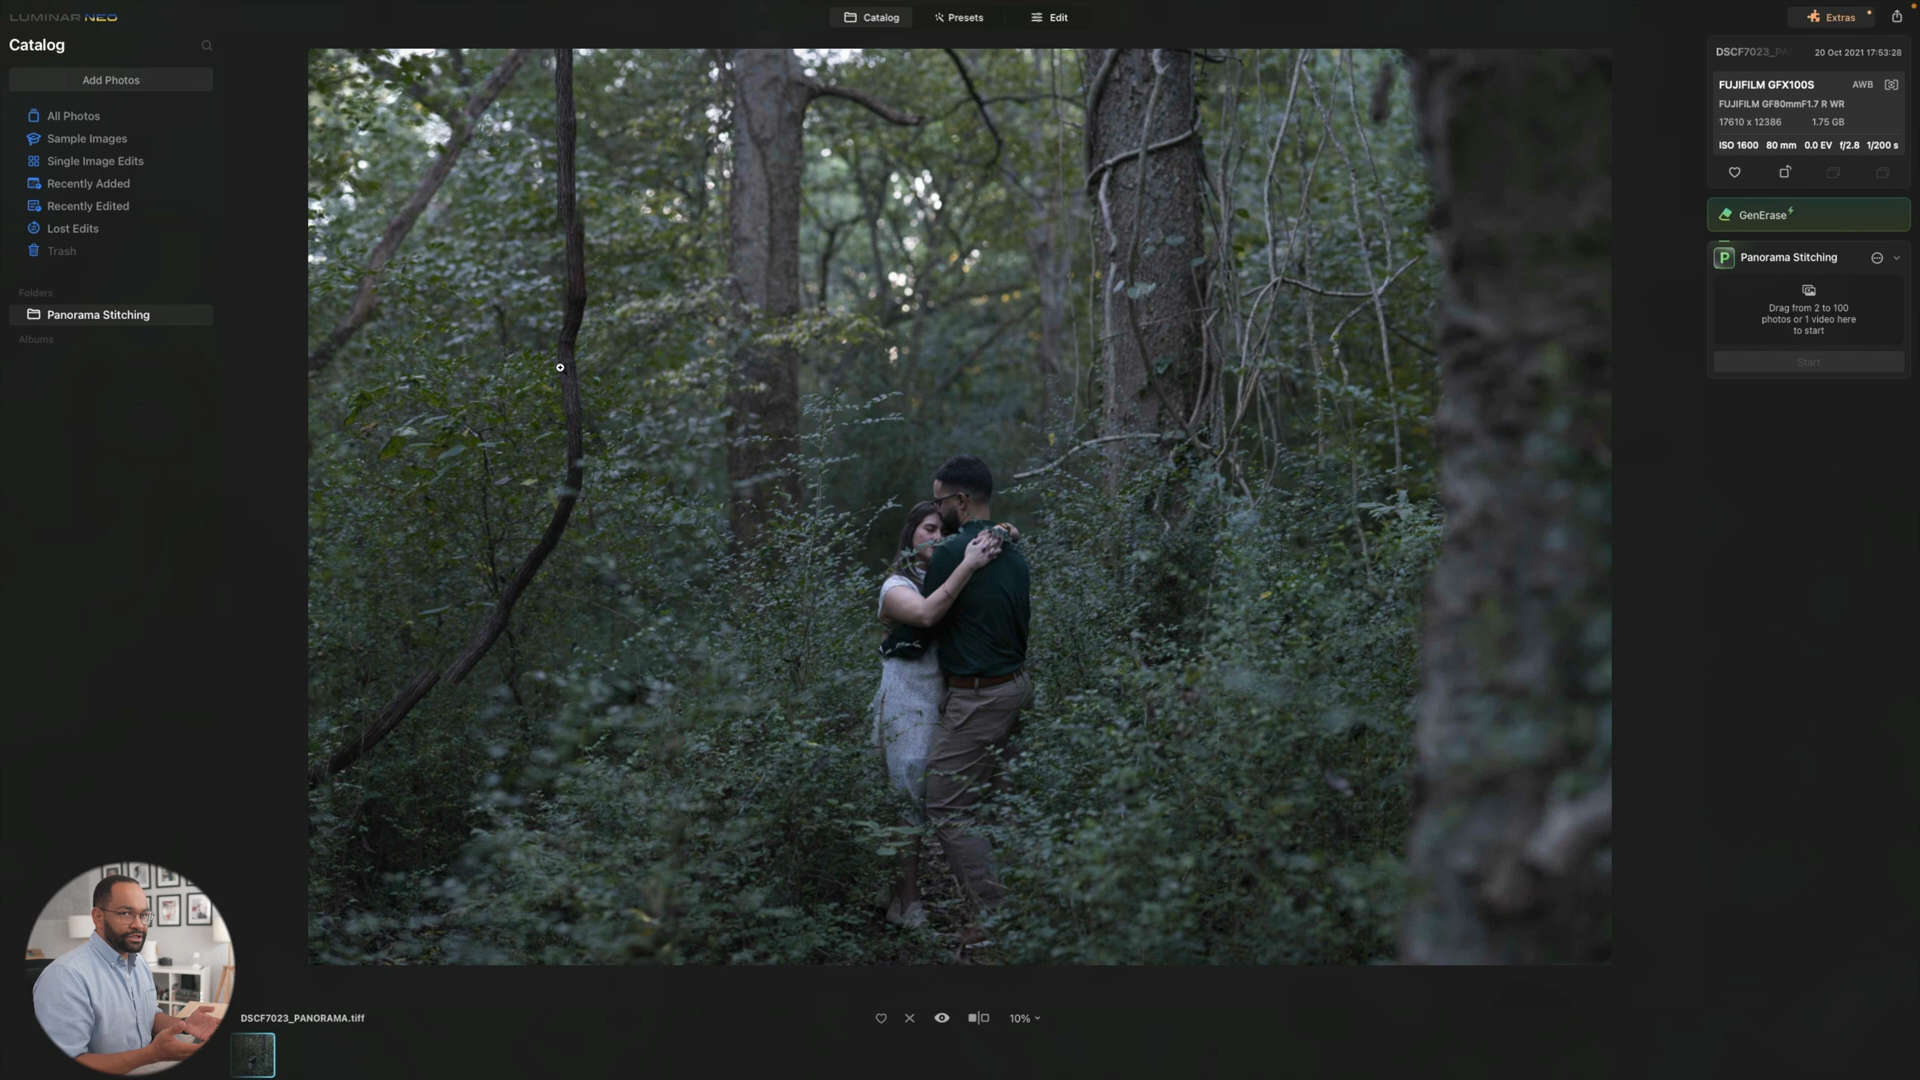 LUMINAR NEO
Catalog
Presets
Edit
Extras
Catalog
Add Photos
All Photos
Sample Images
Single Image Edits
Recently Added
Recently Edited
Lost Edits
Trash
Folders
Panorama Stitching
Albums
DSCF7023_PA
20 Oct 2021 17:53:28
FUJIFILM GFX100S
AWB
FUJIFILM GF80mmF1.7 R WR
17610 x 12386 1.75 GB
ISO 1600 80 mm 0.0 EV f/2.8 1/200 s
GenErase
P Panorama Stitching
Drag from 2 to 100
photos or 1 video here
to start
Start
DSCF7023_PANORAMA.tiff
10%